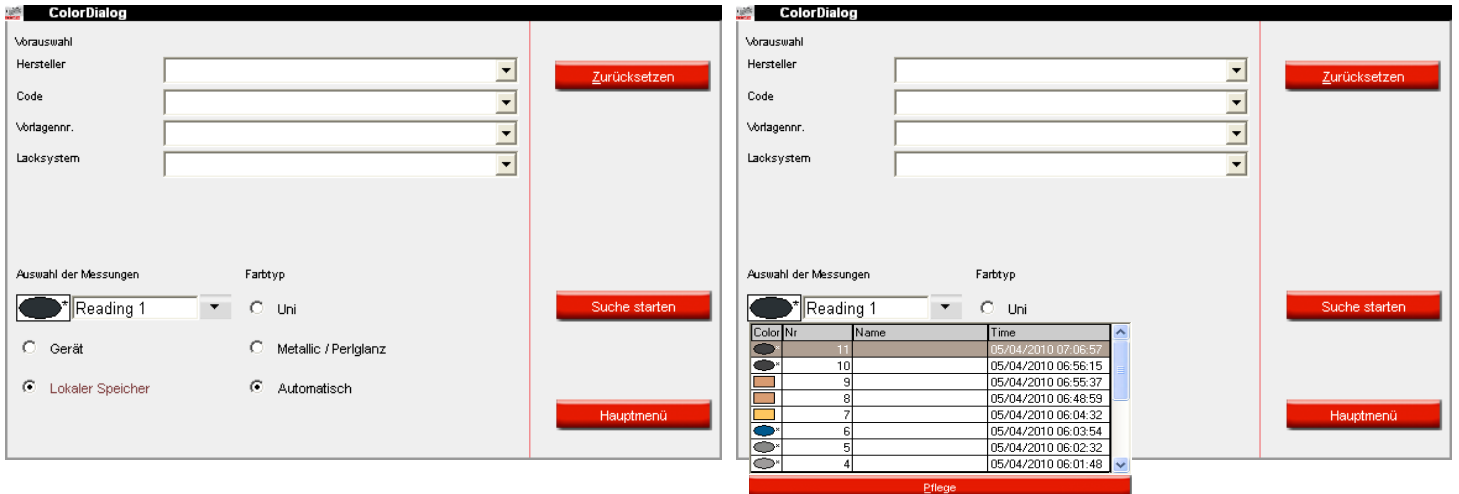 ColorDialog
Vorauswahl
Hersteller
Zurücksetzen
Code
Vorlagennr.
Lacksystem
Auswahl der Messungen Farbtyp
* Reading 1 Uni Suche starten
Gerät Metallic / Perlglanz
Lokaler Speicher Automatisch
Hauptmenü
ColorDialog
Vorauswahl
Hersteller
Zurücksetzen
Code
Vorlagennr.
Lacksystem
Auswahl der Messungen Farbtyp
* Reading 1 Uni Suche starten
Color Nr Name Time
* 11 05/04/2010 07:06:57
* 10 05/04/2010 06:56:15
9 05/04/2010 06:55:37
8 05/04/2010 06:48:59
7 05/04/2010 06:04:32
* 6 05/04/2010 06:03:54
* 5 05/04/2010 06:02:32
* 4 05/04/2010 06:01:48
Hauptmenü
Pflege